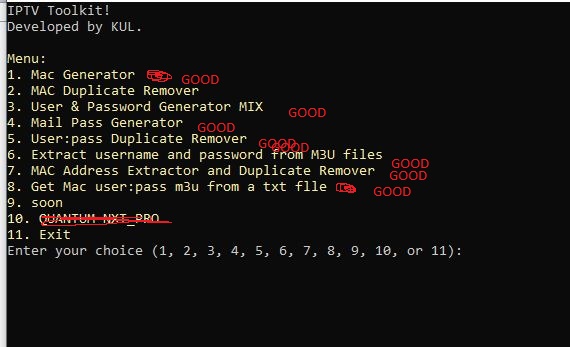 IPTV Toolkit!
Developed by KUL.
Menu:
1. Mac Generator GOOD
2. MAC Duplicate Remover
3. User & Password Generator MIX GOOD
4. Mail Pass Generator GOOD
5. User:pass Duplicate Remover GOOD
GOOD
6. Extract username and password from M3U files GOOD
7. MAC Address Extractor and Duplicate Remover GOOD
8. Get Mac user:pass m3u from a txt flle GOOD
9. soon
10. QUANTUM_NXT_PRO
11. Exit
Enter your choice (1, 2, 3, 4, 5, 6, 7, 8, 9, 10, or 11):